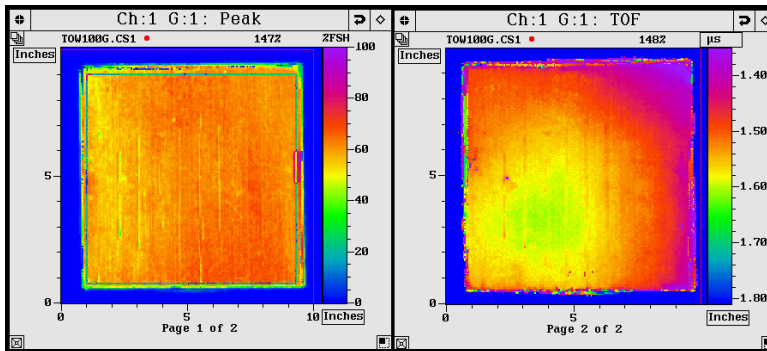 Ch:1 G:1: Peak
TOW100G.CS1 147% %FSH
Inches
100
80
60
40
20
0
5
0
0 5 10 Inches
Page 1 of 2
Ch:1 G:1: TOF
TOW100G.CS1 148% µs
Inches
1.40
1.50
1.60
1.70
1.80
5
0
0 5 Inches
Page 2 of 2